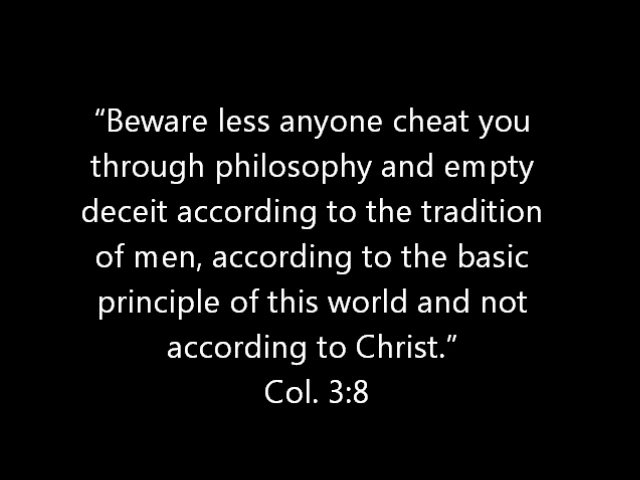 “Beware less anyone cheat you
through philosophy and empty
deceit according to the tradition
of men, according to the basic
principle of this world and not
according to Christ.”
Col. 3:8